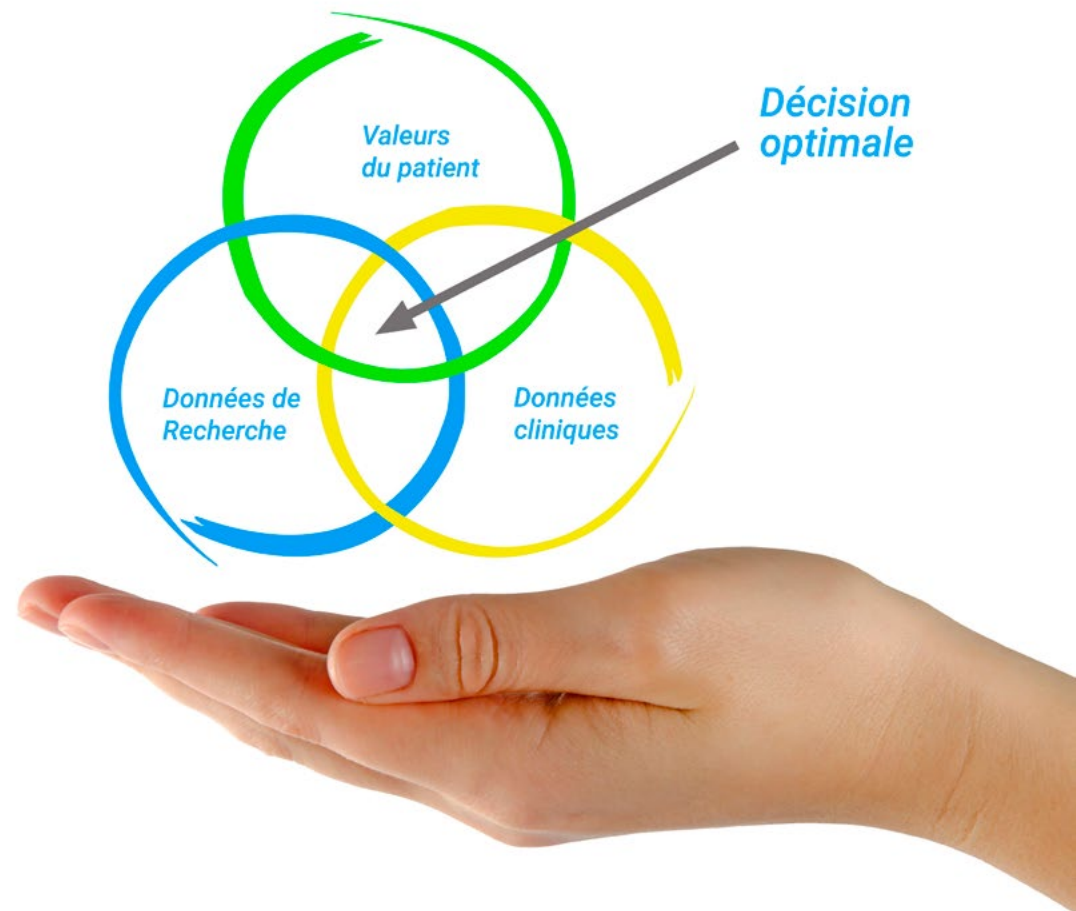 Décision
optimale
Valeurs
du patient
Données de
Recherche
Données
cliniques